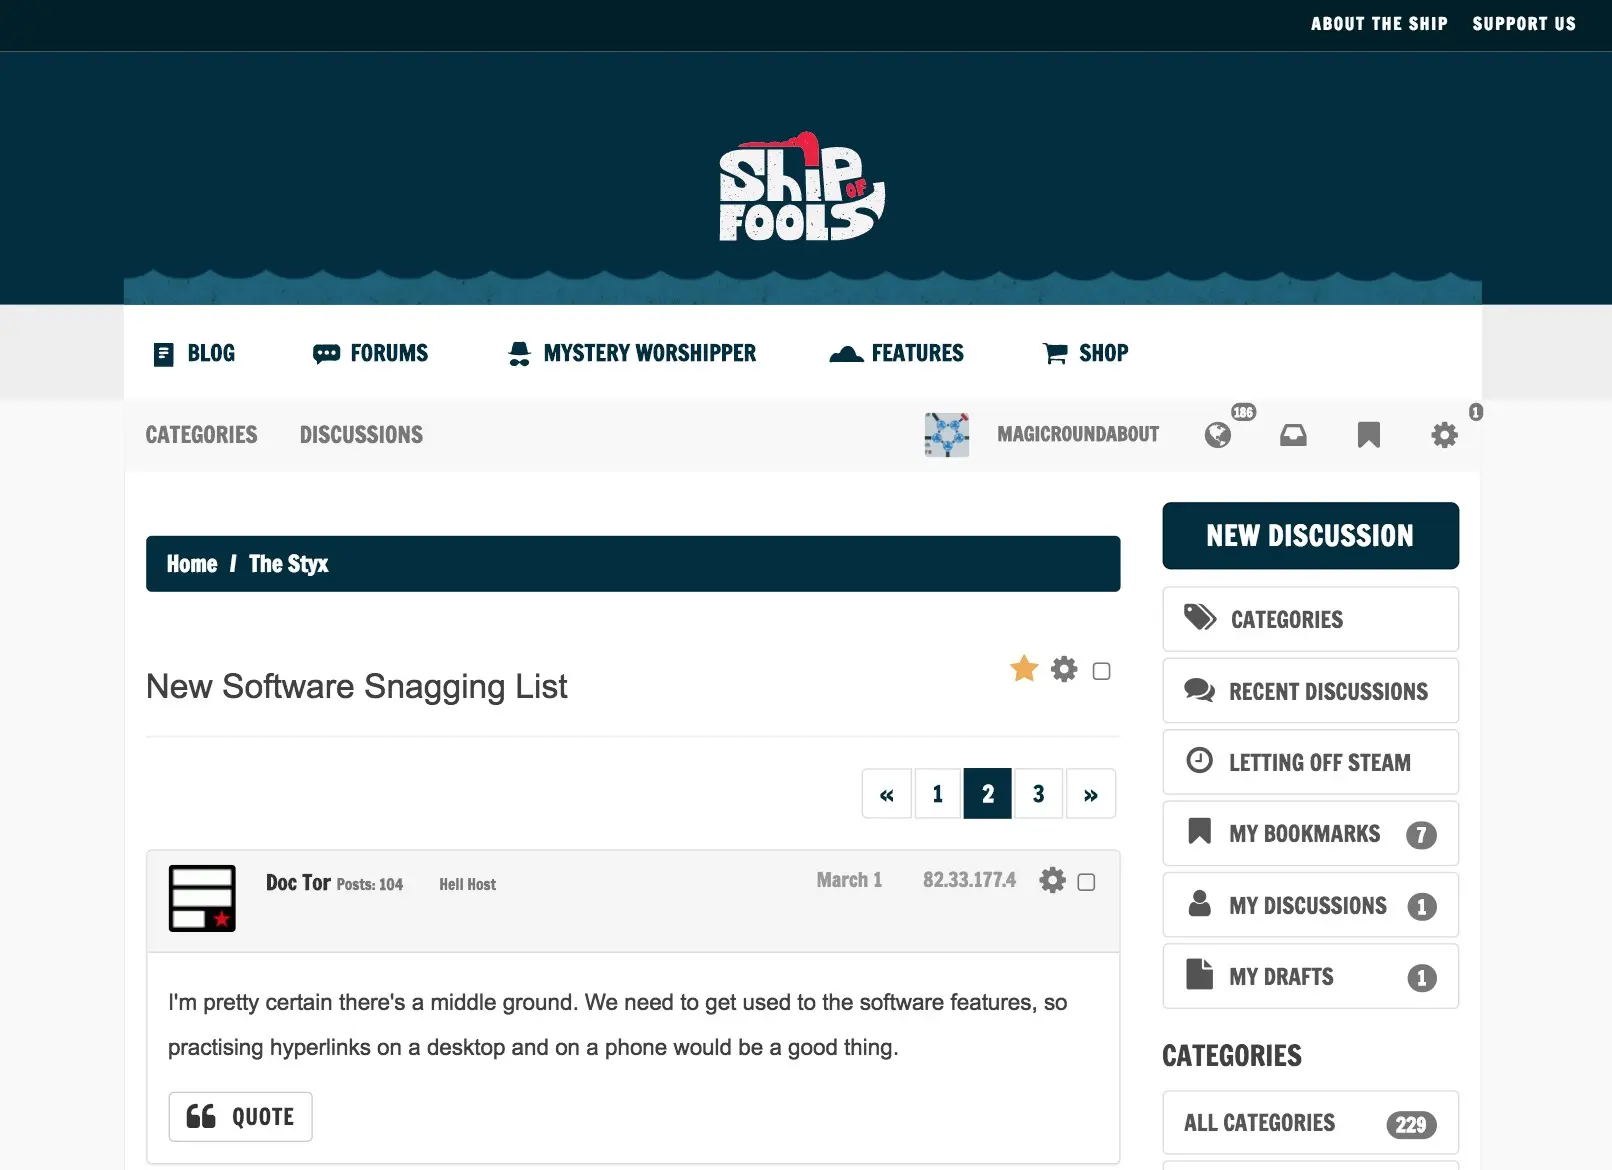 ABOUT THE SHIP SUPPORT US
SHIP OF FOOLS
BLOG FORUMS MYSTERY WORSHIPPER FEATURES SHOP
CATEGORIES DISCUSSIONS MAGICROUNDABOUT 186 1
NEW DISCUSSION
Home / The Styx
CATEGORIES
New Software Snagging List
RECENT DISCUSSIONS
LETTING OFF STEAM
« 1 2 3 »
MY BOOKMARKS 7
Doc Tor Posts: 104 Hell Host March 1 82.33.177.4
MY DISCUSSIONS 1
MY DRAFTS 1
I'm pretty certain there's a middle ground. We need to get used to the software features, so
practising hyperlinks on a desktop and on a phone would be a good thing.
QUOTE
CATEGORIES
ALL CATEGORIES 229